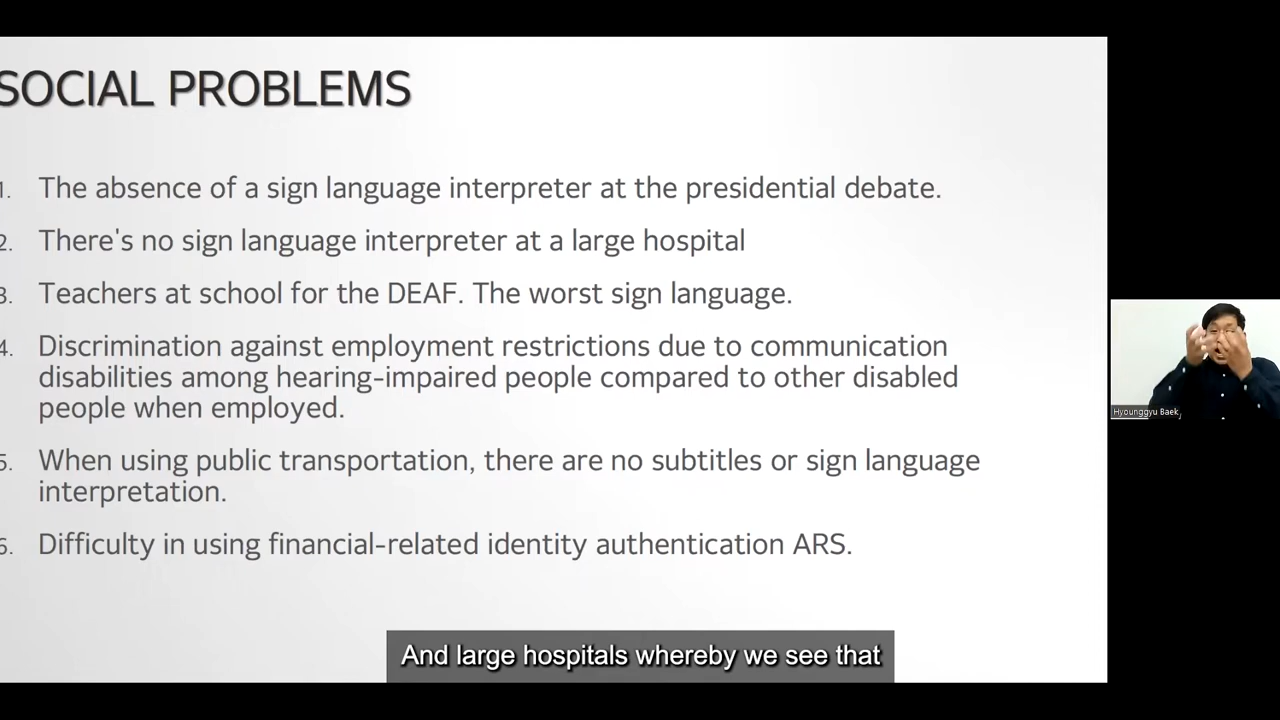 SOCIAL PROBLEMS
1. The absence of a sign language interpreter at the presidential debate.
2. There's no sign language interpreter at a large hospital
3. Teachers at school for the DEAF. The worst sign language.
4. Discrimination against employment restrictions due to communication
disabilities among hearing-impaired people compared to other disabled
people when employed.
5. When using public transportation, there are no subtitles or sign language
interpretation.
6. Difficulty in using financial-related identity authentication ARS.
Hyounggyu Baek
And large hospitals whereby we see that